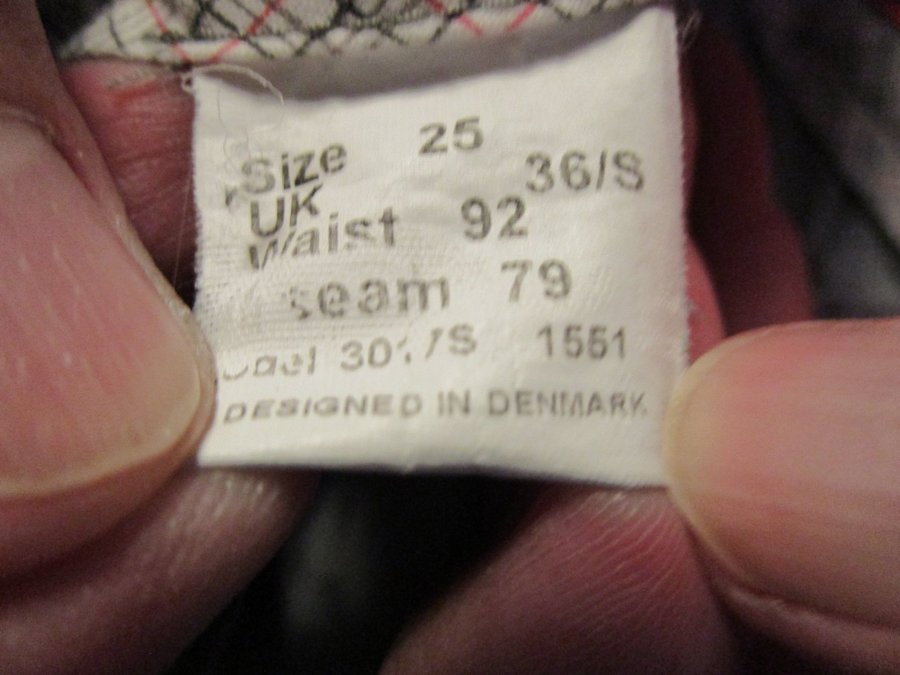 Size 25
UK 36/S
Waist 92
seam 79
/S 1551
DESIGNED IN DENMARK